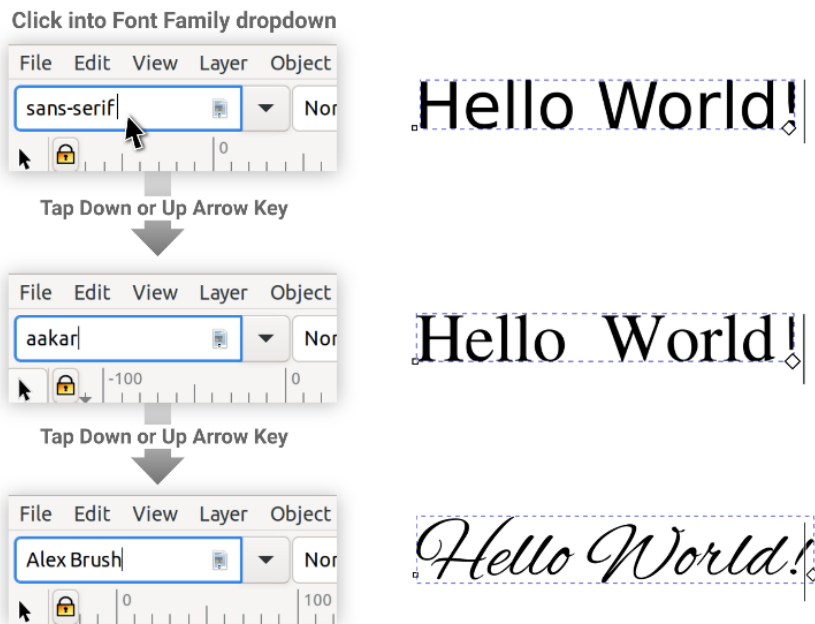 Click into Font Family dropdown
File Edit View Layer Object
sans-serif Nor
0
Hello World!
Tap Down or Up Arrow Key
File Edit View Layer Object
aakar Nor
-100 0
Hello World!
Tap Down or Up Arrow Key
File Edit View Layer Object
Alex Brush Nor
0 100
Hello World!